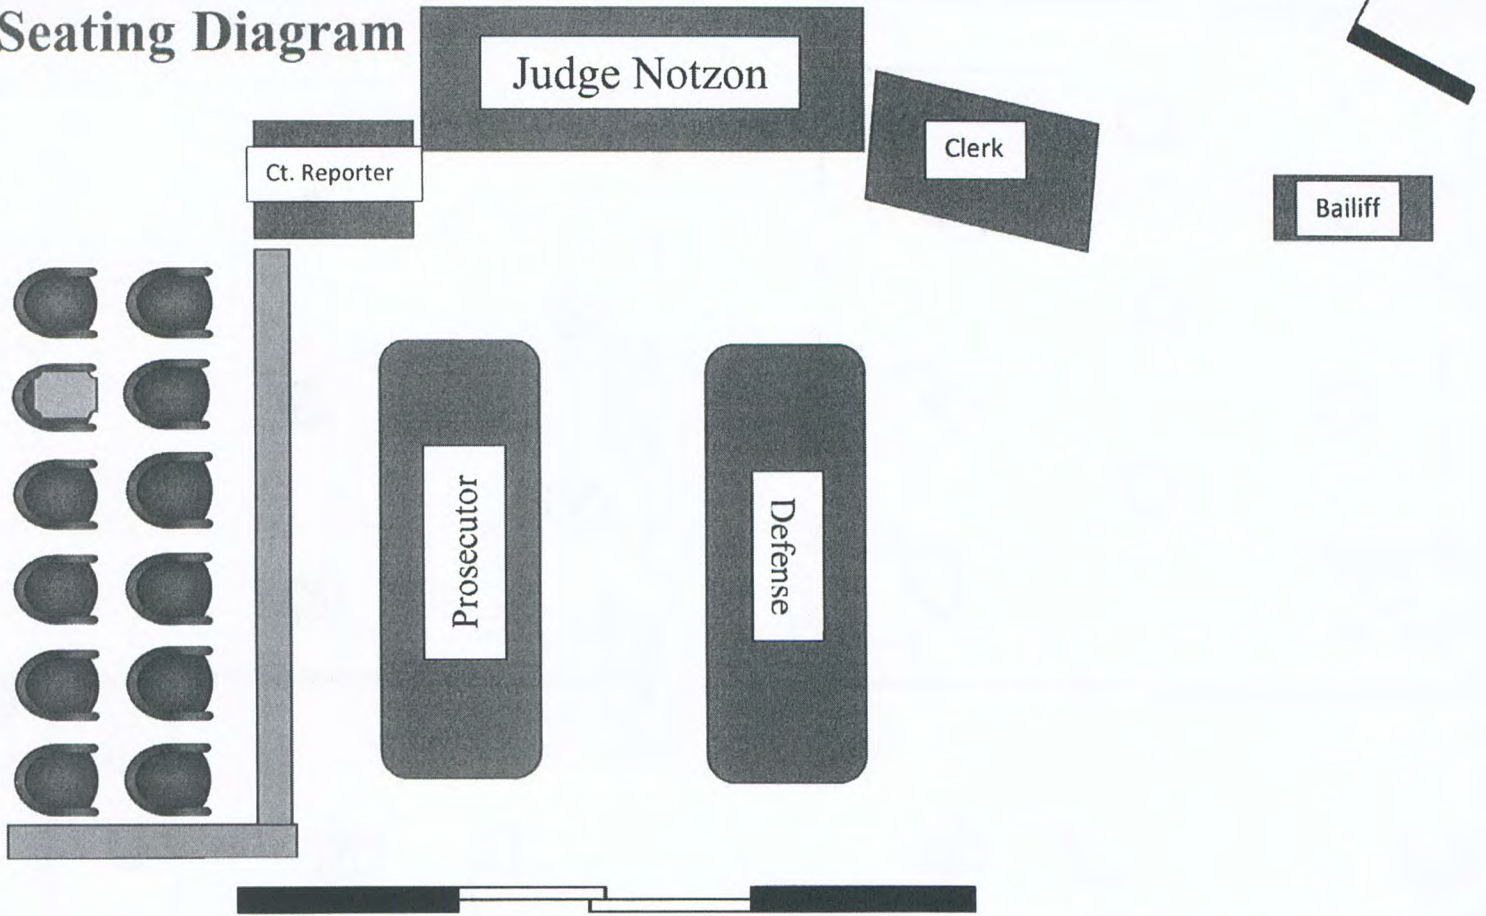 Seating Diagram
Judge Notzon
Clerk
Ct. Reporter
Bailiff
Prosecutor
Defense